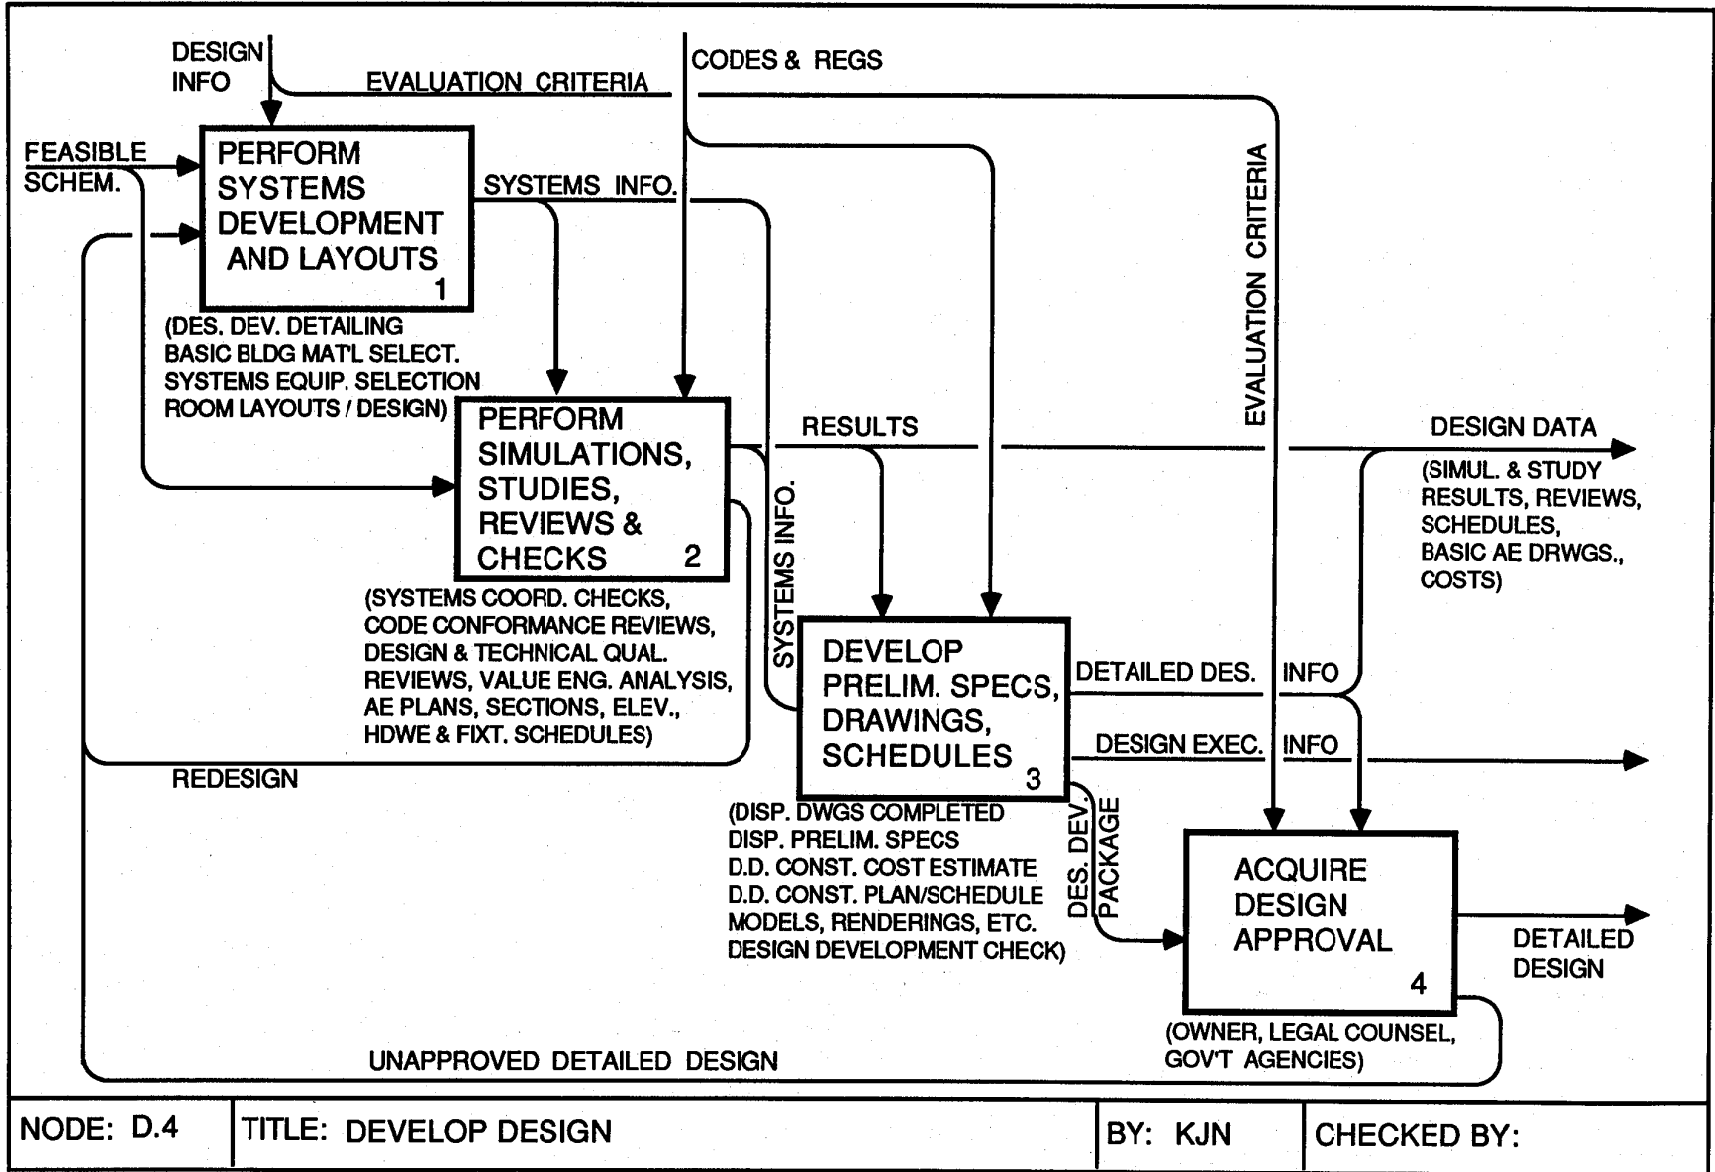 DESIGN
INFO
EVALUATION CRITERIA
CODES & REGS
FEASIBLE
SCHEM.
PERFORM
SYSTEMS
DEVELOPMENT
AND LAYOUTS
1
SYSTEMS INFO.
(DES. DEV. DETAILING
BASIC BLDG MAT'L SELECT.
SYSTEMS EQUIP. SELECTION
ROOM LAYOUTS / DESIGN)
EVALUATION CRITERIA
PERFORM
SIMULATIONS,
STUDIES,
REVIEWS &
CHECKS
2
RESULTS
DESIGN DATA
(SIMUL. & STUDY
RESULTS, REVIEWS,
SCHEDULES,
BASIC AE DRWGS.,
COSTS)
SYSTEMS INFO.
(SYSTEMS COORD. CHECKS,
CODE CONFORMANCE REVIEWS,
DESIGN & TECHNICAL QUAL.
REVIEWS, VALUE ENG. ANALYSIS,
AE PLANS, SECTIONS, ELEV.,
HDWE & FIXT. SCHEDULES)
REDESIGN
DEVELOP
PRELIM. SPECS,
DRAWINGS,
SCHEDULES
3
DETAILED DES. INFO
DESIGN EXEC. INFO
(DISP. DWGS COMPLETED
DISP. PRELIM. SPECS
D.D. CONST. COST ESTIMATE
D.D. CONST. PLAN/SCHEDULE
MODELS, RENDERINGS, ETC.
DESIGN DEVELOPMENT CHECK)
DES. DEV.
PACKAGE
ACQUIRE
DESIGN
APPROVAL
4
DETAILED
DESIGN
(OWNER, LEGAL COUNSEL,
GOV'T AGENCIES)
UNAPPROVED DETAILED DESIGN
NODE: D.4
TITLE: DEVELOP DESIGN
BY: KJN
CHECKED BY: